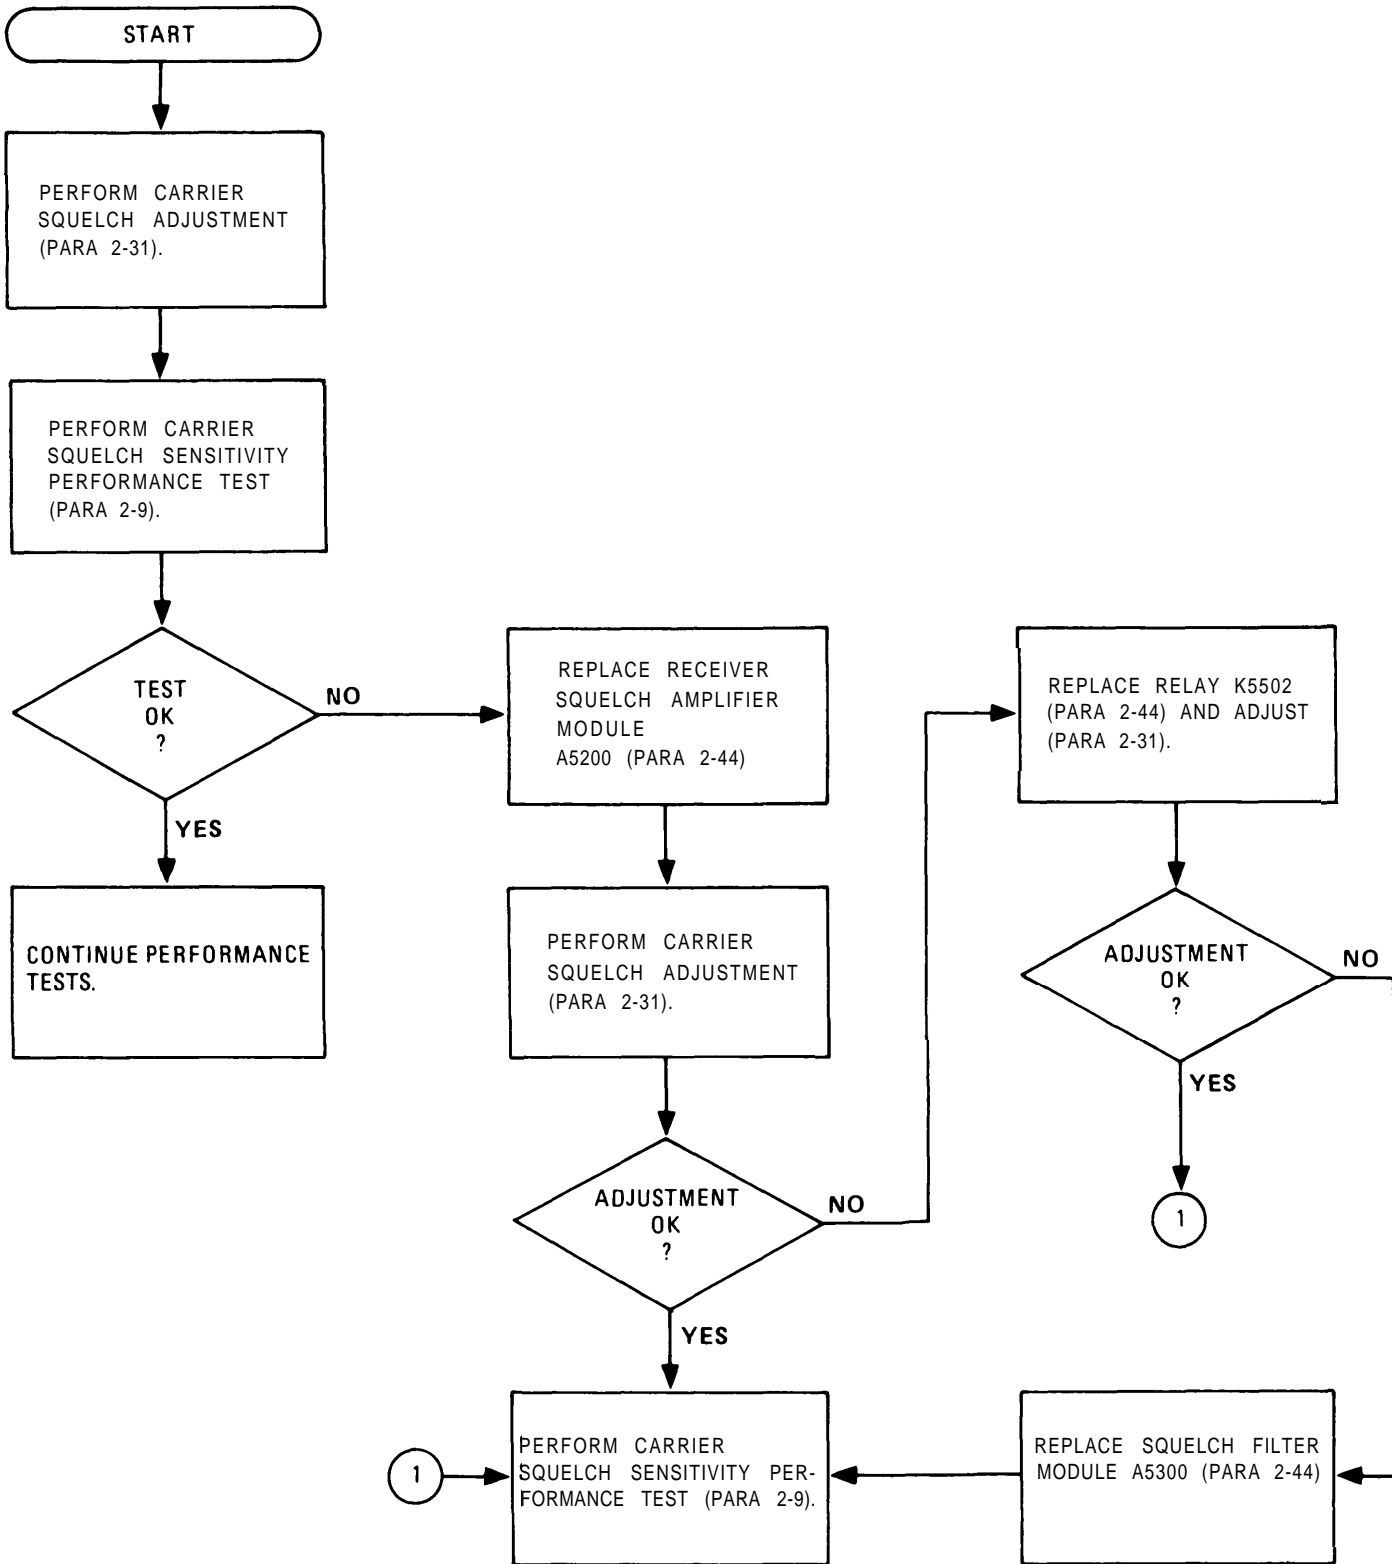 START
PERFORM CARRIER
SQUELCH ADJUSTMENT
(PARA 2-31).
PERFORM CARRIER
SQUELCH SENSITIVITY
PERFORMANCE TEST
(PARA 2-9).
TEST
OK
?
NO
YES
CONTINUE PERFORMANCE
TESTS.
REPLACE RECEIVER
SQUELCH AMPLIFIER
MODULE
A5200 (PARA 2-44)
PERFORM CARRIER
SQUELCH ADJUSTMENT
(PARA 2-31).
ADJUSTMENT
OK
?
NO
YES
REPLACE RELAY K5502
(PARA 2-44) AND ADJUST
(PARA 2-31).
ADJUSTMENT
OK
?
NO
YES
1
REPLACE SQUELCH FILTER
MODULE A5300 (PARA 2-44)
1
PERFORM CARRIER
SQUELCH SENSITIVITY PER-
FORMANCE TEST (PARA 2-9).